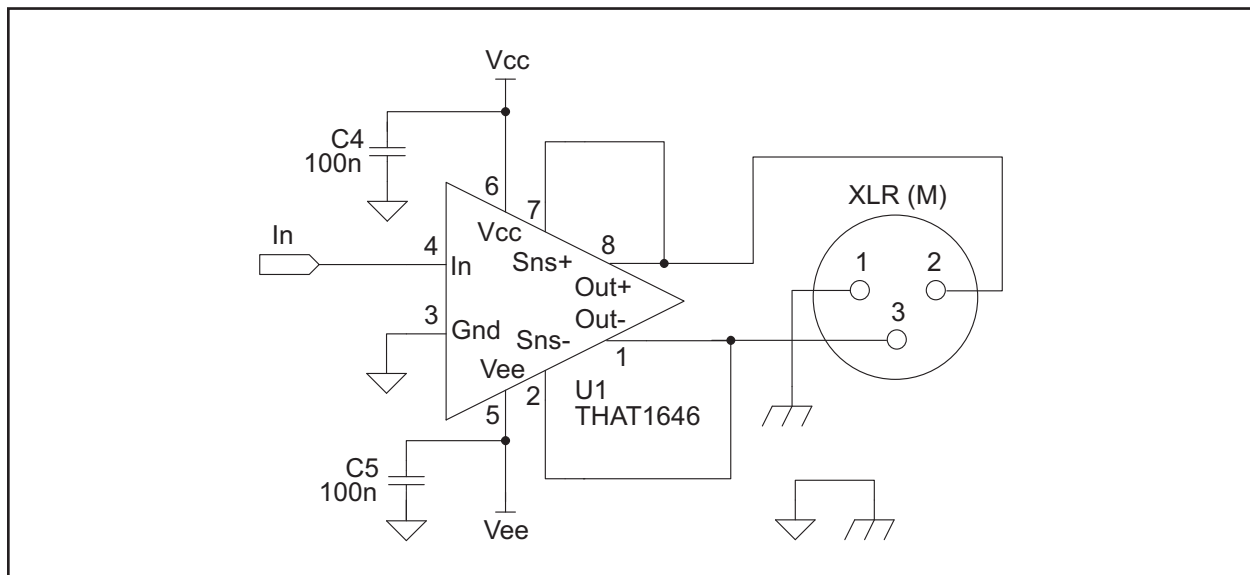 Vcc
C4
100n
6
7
XLR (M)
Vcc
In
4
8
1
2
In
Sns+
Out+
3
3
Gnd
Out-
Sns-
1
Vee
2
U1
THAT1646
5
C5
100n
Vee